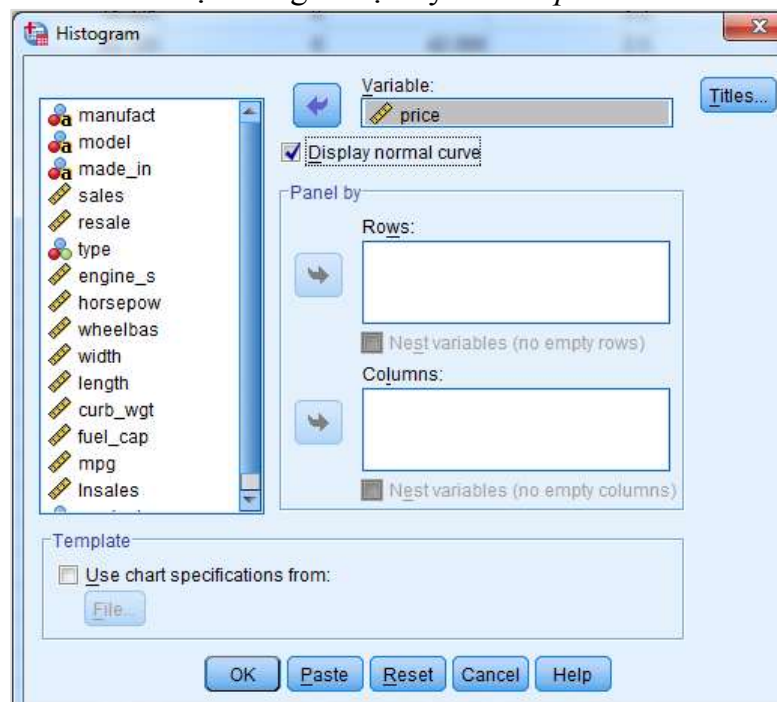 Histogram
Variable:
price
Titles...
Display normal curve
manufact
model
made_in
sales
resale
type
engine_s
horsepow
wheelbas
width
length
curb_wgt
fuel_cap
mpg
lnsales
Panel by
Rows:
Nest variables (no empty rows)
Columns:
Nest variables (no empty columns)
Template
Use chart specifications from:
File...
OK
Paste
Reset
Cancel
Help